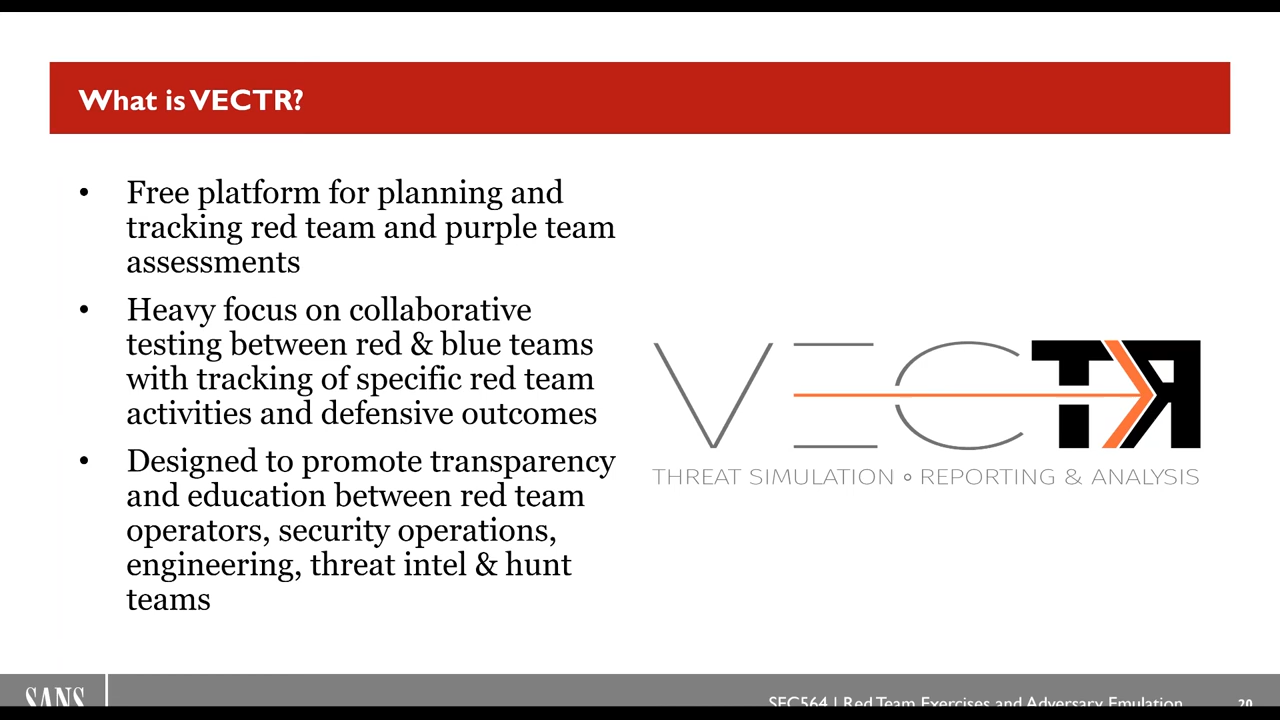 What is VECTR?
• Free platform for planning and
tracking red team and purple team
assessments
• Heavy focus on collaborative
testing between red & blue teams
with tracking of specific red team
activities and defensive outcomes
• Designed to promote transparency
and education between red team
operators, security operations,
engineering, threat intel & hunt
teams
VECTR
THREAT SIMULATION ∘ REPORTING & ANALYSIS
SANS
SEC564 | Red Team Exercises and Adversary Emulation
20